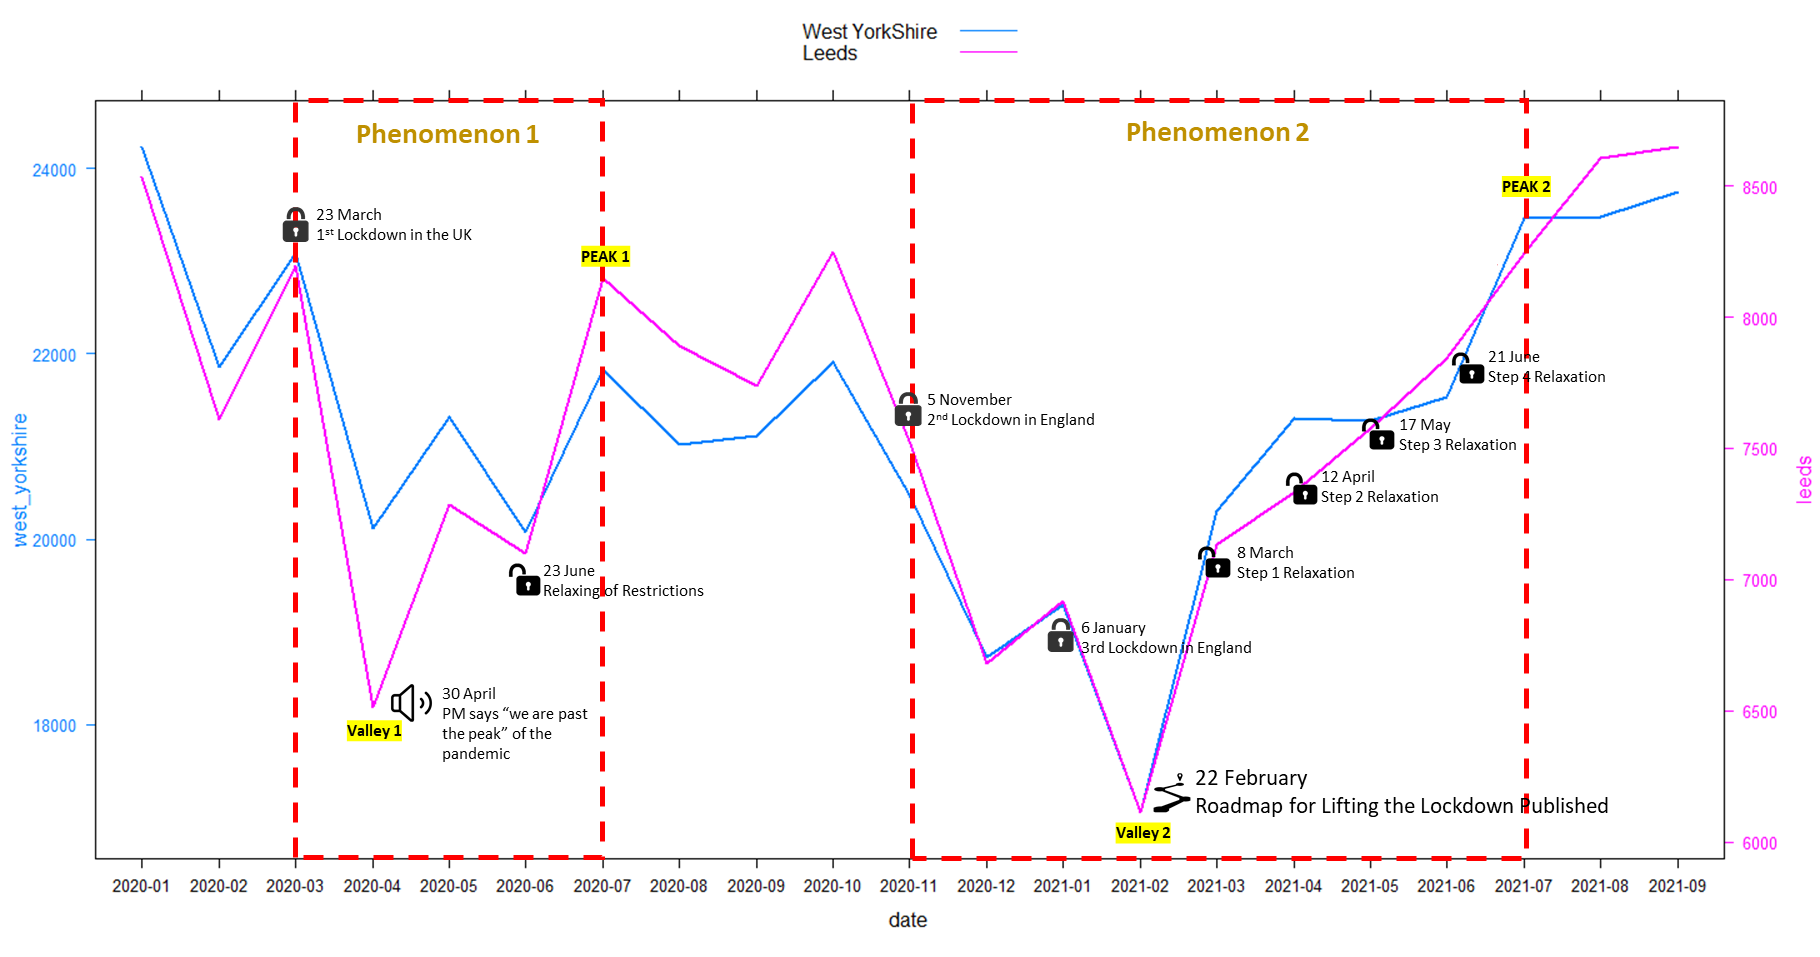 West YorkShire
Leeds
Phenomenon 1
Phenomenon 2
24000
22000
20000
18000
west_yorkshire
8500
8000
7500
7000
6500
6000
leeds
23 March
1st Lockdown in the UK
PEAK 1
PEAK 2
21 June
Step 4 Relaxation
5 November
2nd Lockdown in England
17 May
Step 3 Relaxation
12 April
Step 2 Relaxation
8 March
Step 1 Relaxation
23 June
Relaxing of Restrictions
6 January
3rd Lockdown in England
30 April
PM says “we are past
the peak” of the
pandemic
Valley 1
22 February
Roadmap for Lifting the Lockdown Published
Valley 2
2020-01 2020-02 2020-03 2020-04 2020-05 2020-06 2020-07 2020-08 2020-09 2020-10 2020-11 2020-12 2021-01 2021-02 2021-03 2021-04 2021-05 2021-06 2021-07 2021-08 2021-09
date